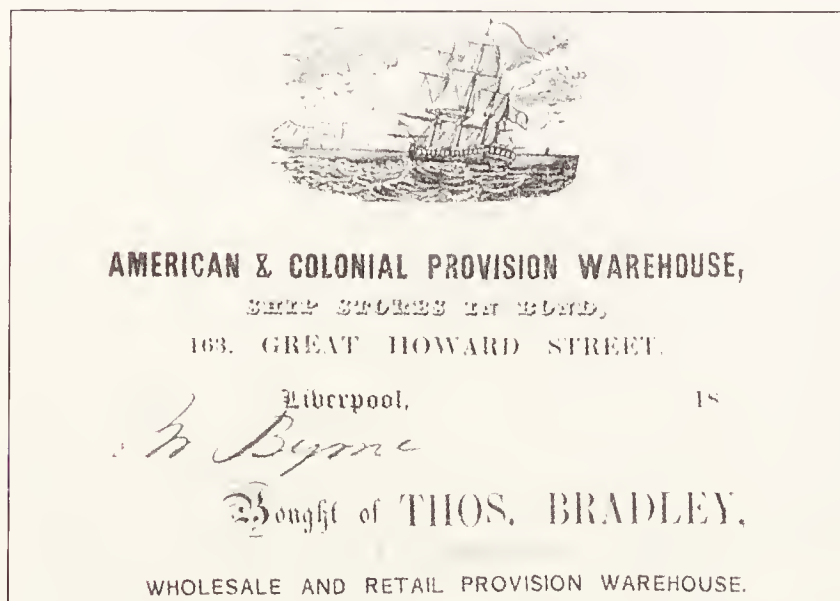 AMERICAN & COLONIAL PROVISION WAREHOUSE,
SHIP STORES IN BOND,
163, GREAT HOWARD STREET.
Liverpool, 18
Byrne
Bought of THOS. BRADLEY,
WHOLESALE AND RETAIL PROVISION WAREHOUSE.